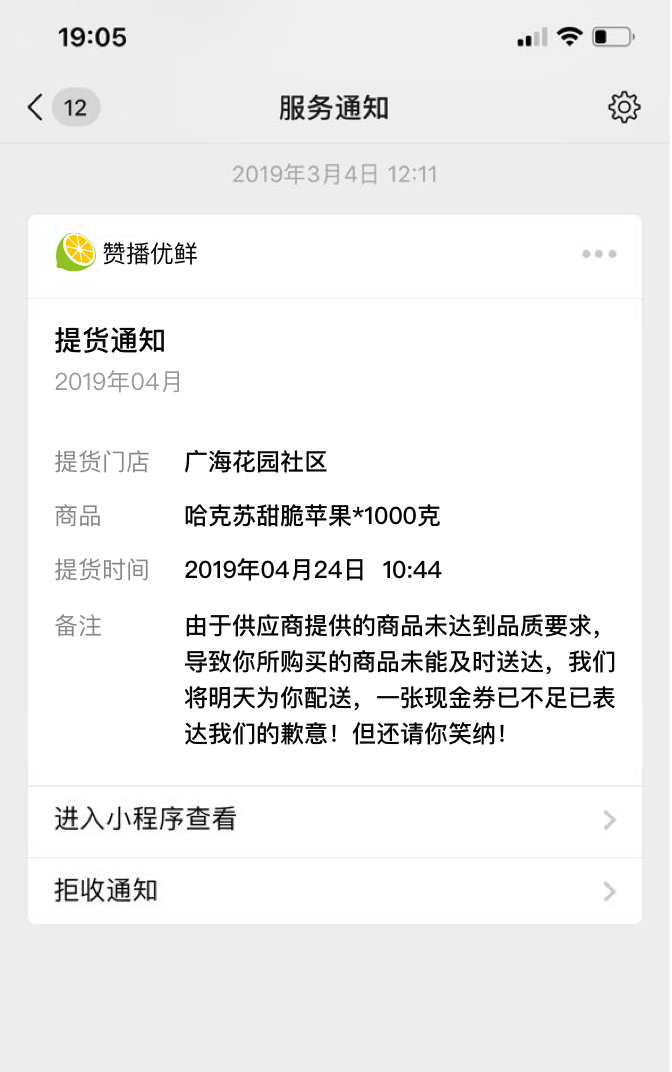 19:05
12
服务通知
2019年3月4日 12:11
赞播优鲜
提货通知
2019年04月
提货门店 广海花园社区
商品 哈克苏甜脆苹果*1000克
提货时间 2019年04月24日 10:44
备注 由于供应商提供的商品未达到品质要求，
导致你所购买的商品未能及时送达，我们
将明天为你配送，一张现金券已不足已表
达我们的歉意！但还请你笑纳！
进入小程序查看
拒收通知